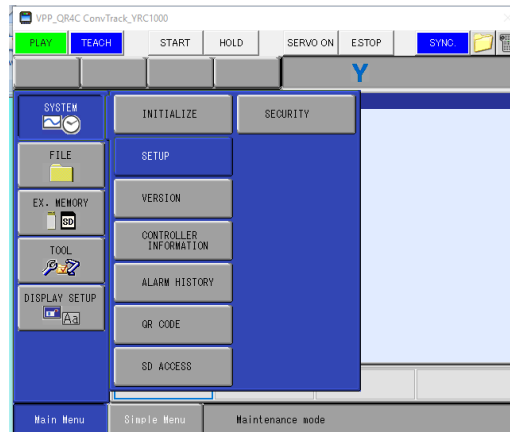 VPP_QR4C ConvTrack_YRC1000
PLAY TEACH START HOLD SERVO ON E.STOP SYNC.
Y
SYSTEM
FILE
EX. MEMORY
SD
TOOL
DISPLAY SETUP
Aa
INITIALIZE
SETUP
VERSION
CONTROLLER
INFORMATION
ALARM HISTORY
QR CODE
SD ACCESS
SECURITY
Main Menu Simple Menu Maintenance mode